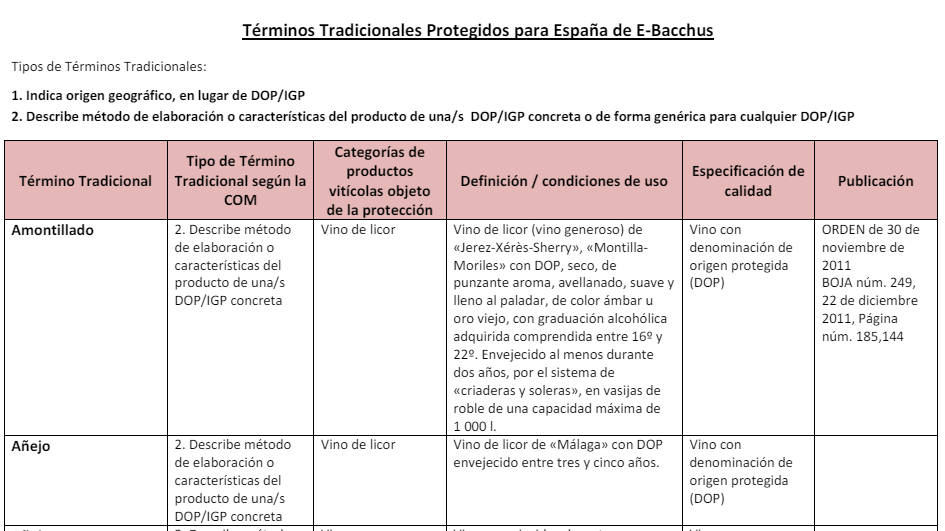 Términos Tradicionales Protegidos para España de E-Bacchus
Tipos de Términos Tradicionales:
1. Indica origen geográfico, en lugar de DOP/IGP
2. Describe método de elaboración o características del producto de una/s DOP/IGP concreta o de forma genérica para cualquier DOP/IGP
Término Tradicional
Tipo de Término
Tradicional según la
COM
Categorías de
productos
vitícolas objeto
de la protección
Definición / condiciones de uso
Especificación de
calidad
Publicación
Amontillado
2. Describe método
de elaboración o
características del
producto de una/s
DOP/IGP concreta
Vino de licor
Vino de licor (vino generoso) de
«Jerez-Xérès-Sherry», «Montilla-
Moriles» con DOP, seco, de
punzante aroma, avellanado, suave y
lleno al paladar, de color ámbar u
oro viejo, con graduación alcohólica
adquirida comprendida entre 16º y
22º. Envejecido al menos durante
dos años, por el sistema de
«criaderas y soleras», en vasijas de
roble de una capacidad máxima de
1 000 l.
Vino con
denominación de
origen protegida
(DOP)
ORDEN de 30 de
noviembre de
2011
BOJA núm. 249,
22 de diciembre
2011, Página
núm. 185,144
Añejo
2. Describe método
de elaboración o
características del
producto de una/s
DOP/IGP concreta
Vino de licor
Vino de licor de «Málaga» con DOP
envejecido entre tres y cinco años.
Vino con
denominación de
origen protegida
(DOP)